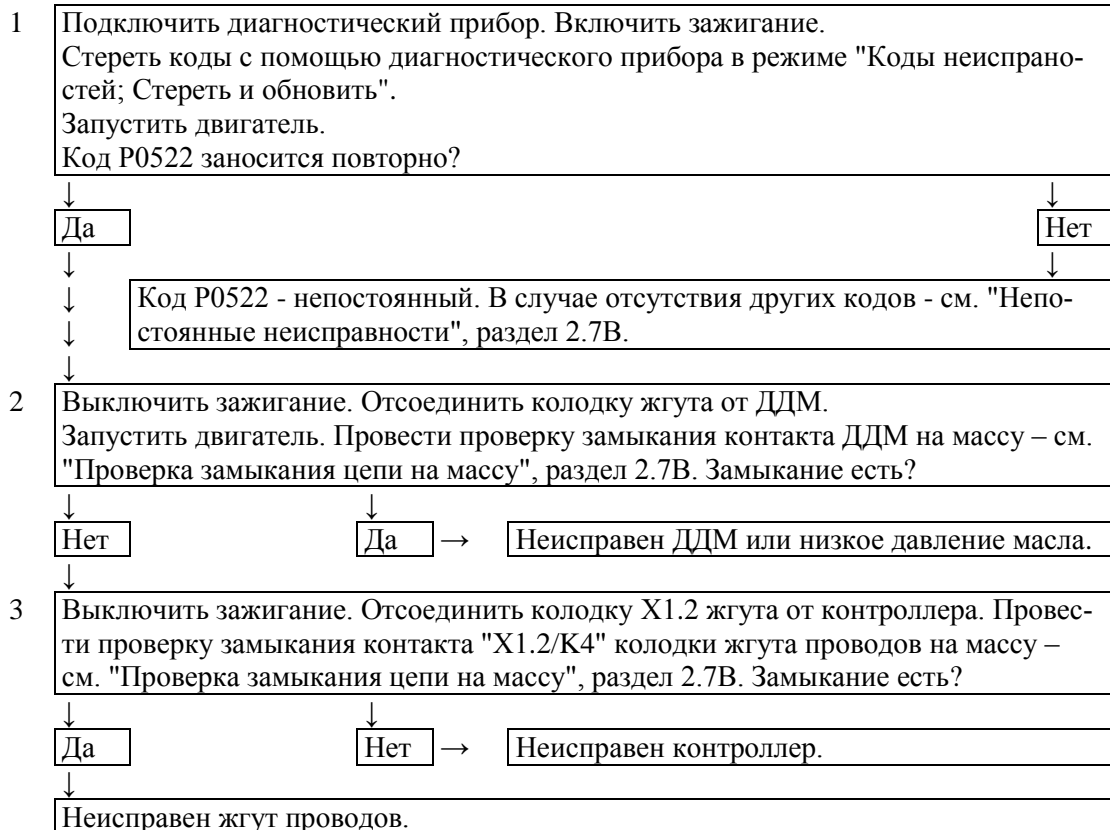 1 Подключить диагностический прибор. Включить зажигание.
Стереть коды с помощью диагностического прибора в режиме "Коды неиспрано-
стей; Стереть и обновить".
Запустить двигатель.
Код P0522 заносится повторно?
↓ ↓
Да Нет
↓ ↓
↓ Код P0522 - непостоянный. В случае отсутствия других кодов - см. "Непо-
↓ стоянные неисправности", раздел 2.7В.
↓
2 Выключить зажигание. Отсоединить колодку жгута от ДДМ.
Запустить двигатель. Провести проверку замыкания контакта ДДМ на массу – см.
"Проверка замыкания цепи на массу", раздел 2.7В. Замыкание есть?
↓ ↓
Нет Да → Неисправен ДДМ или низкое давление масла.
↓
3 Выключить зажигание. Отсоединить колодку X1.2 жгута от контроллера. Провес-
ти проверку замыкания контакта "X1.2/K4" колодки жгута проводов на массу –
см. "Проверка замыкания цепи на массу", раздел 2.7В. Замыкание есть?
↓ ↓
Да Нет → Неисправен контроллер.
↓
Неисправен жгут проводов.